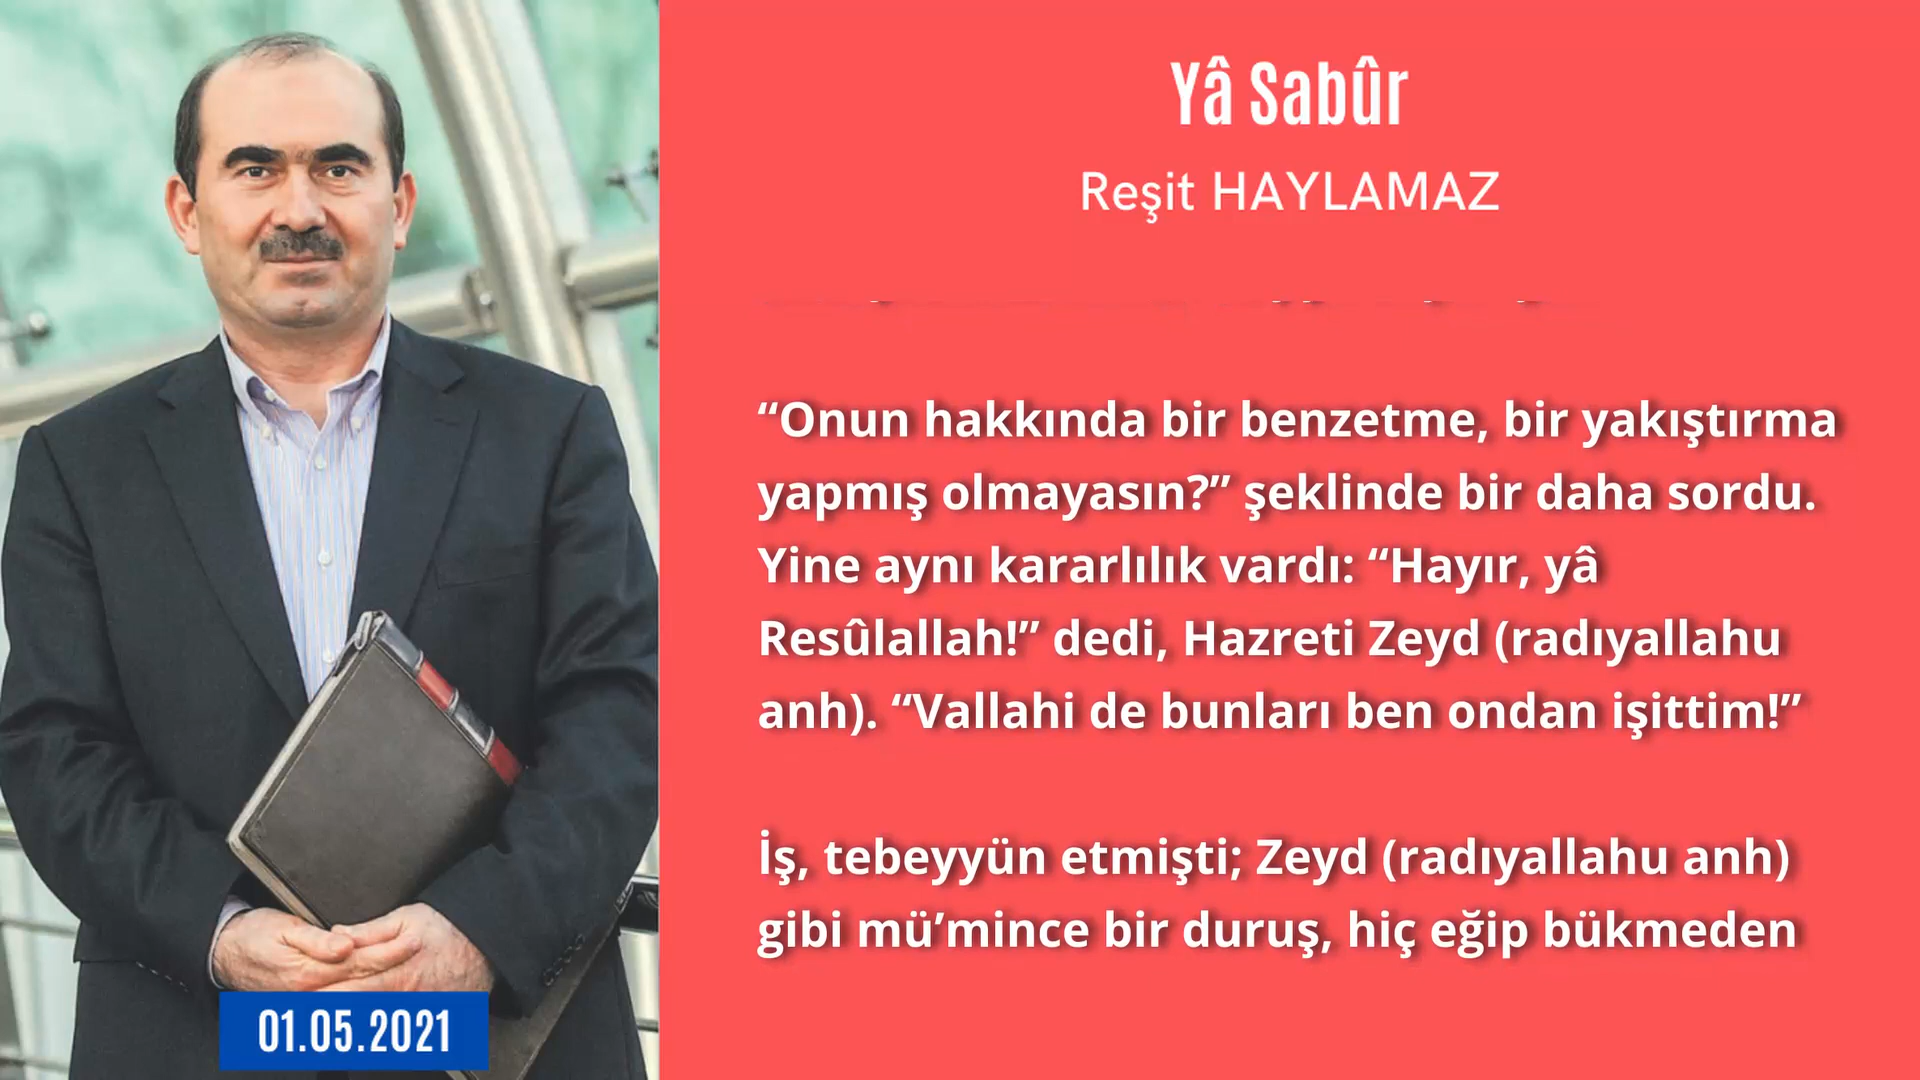 Yâ Sabûr
Reşit HAYLAMAZ
“Onun hakkında bir benzetme, bir yakıştırma
yapmış olmayasın?” şeklinde bir daha sordu.
Yine aynı kararlılık vardı: “Hayır, yâ
Resûlallah!” dedi, Hazreti Zeyd (radıyallahu
anh). “Vallahi de bunları ben ondan işittim!”
İş, tebeyyün etmişti; Zeyd (radıyallahu anh)
gibi mü’mince bir duruş, hiç eğip bükmeden
01.05.2021